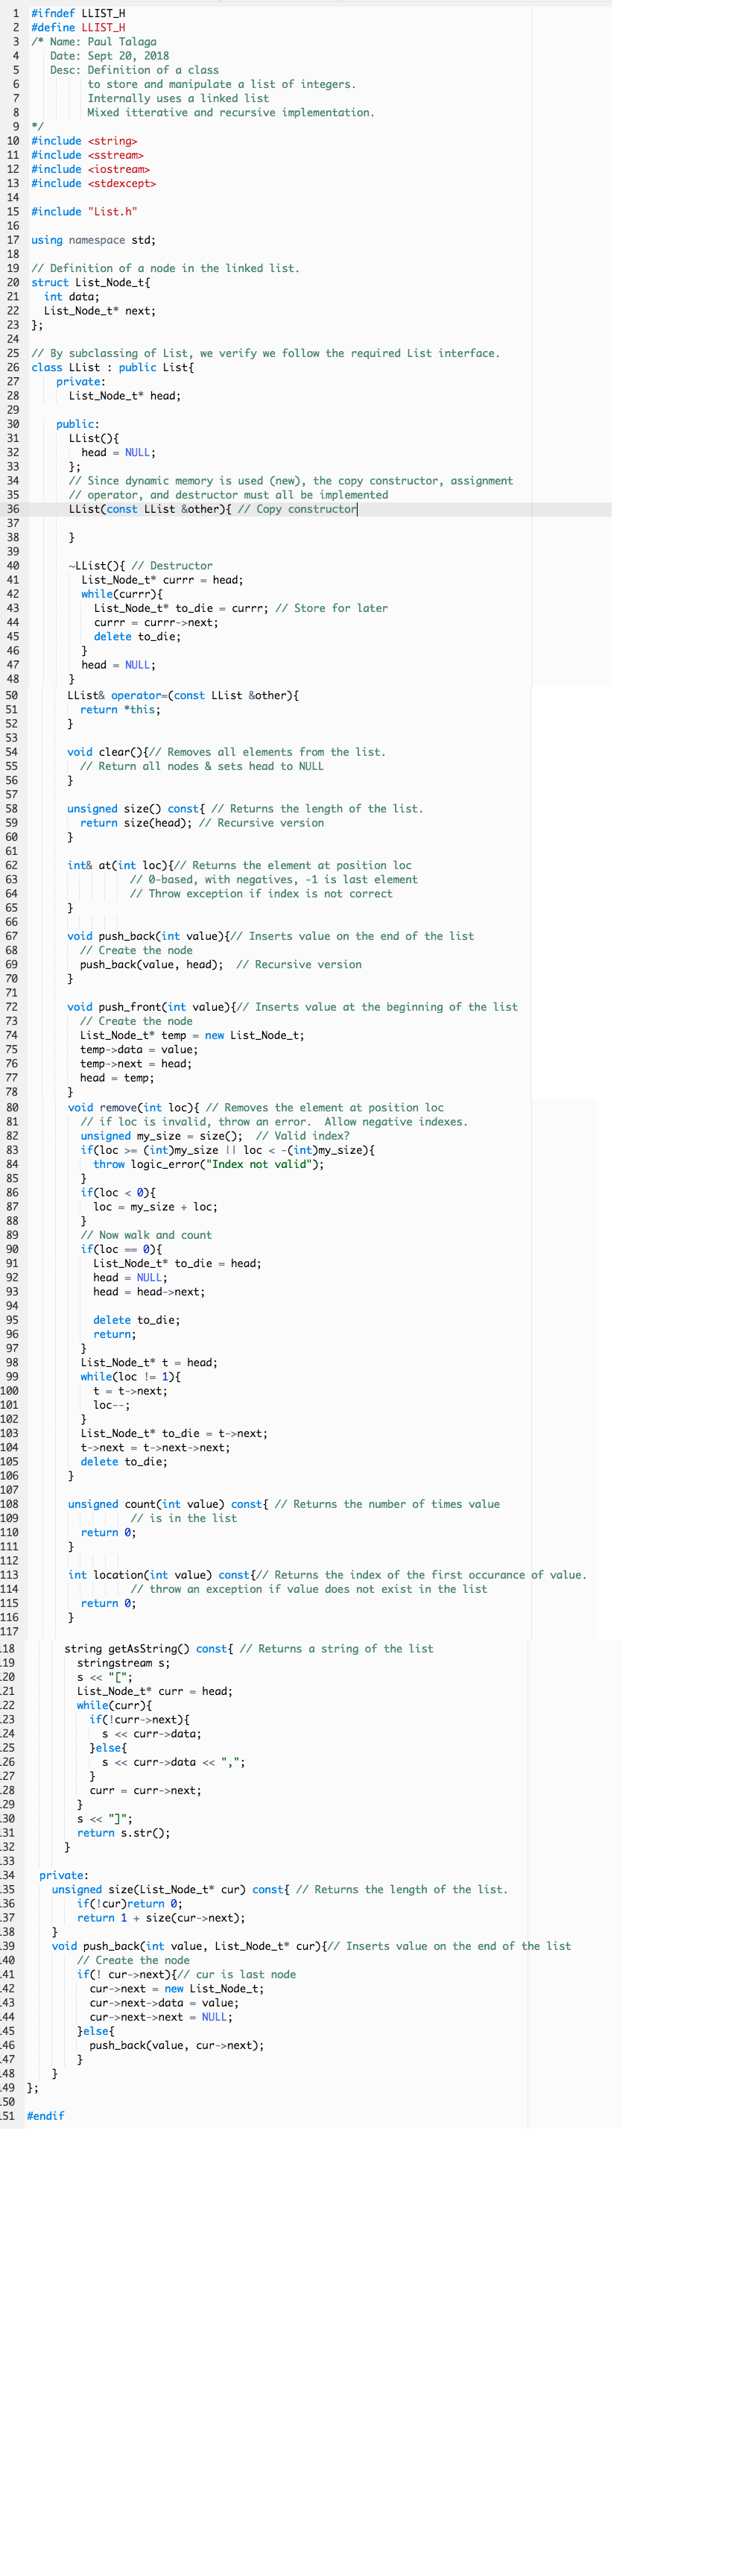 1 #ifndef LLIST_H
2 #define LLIST_H
3 /* Name: Paul Talaga
4    Date: Sept 20, 2018
5    Desc: Definition of a class
6          to store and manipulate a list of integers.
7          Internally uses a linked list
8          Mixed itterative and recursive implementation.
9 */
10 #include <string>
11 #include <sstream>
12 #include <iostream>
13 #include <stdexcept>
14
15 #include "List.h"
16
17 using namespace std;
18
19 // Definition of a node in the linked list.
20 struct List_Node_t{
21   int data;
22   List_Node_t* next;
23 };
24
25 // By subclassing of List, we verify we follow the required List interface.
26 class LList : public List{
27     private:
28       List_Node_t* head;
29
30     public:
31       LList(){
32         head = NULL;
33       };
34       // Since dynamic memory is used (new), the copy constructor, assignment
35       // operator, and destructor must all be implemented
36       LList(const LList &other){ // Copy constructor
37
38       }
39
40       ~LList(){ // Destructor
41         List_Node_t* currr = head;
42         while(currr){
43           List_Node_t* to_die = currr; // Store for later
44           currr = currr->next;
45           delete to_die;
46         }
47         head = NULL;
48       }
50       LList& operator=(const LList &other){
51         return *this;
52       }
53
54       void clear(){// Removes all elements from the list.
55         // Return all nodes & sets head to NULL
56       }
57
58       unsigned size() const{ // Returns the length of the list.
59         return size(head); // Recursive version
60       }
61
62       int& at(int loc){// Returns the element at position loc
63                 // 0-based, with negatives, -1 is last element
64                 // Throw exception if index is not correct
65       }
66
67       void push_back(int value){// Inserts value on the end of the list
68         // Create the node
69         push_back(value, head);  // Recursive version
70       }
71
72       void push_front(int value){// Inserts value at the beginning of the list
73         // Create the node
74         List_Node_t* temp = new List_Node_t;
75         temp->data = value;
76         temp->next = head;
77         head = temp;
78       }
80       void remove(int loc){ // Removes the element at position loc
81         // if loc is invalid, throw an error.  Allow negative indexes.
82         unsigned my_size = size();  // Valid index?
83         if(loc >= (int)my_size || loc < -(int)my_size){
84           throw logic_error("Index not valid");
85         }
86         if(loc < 0){
87           loc = my_size + loc;
88         }
89         // Now walk and count
90         if(loc == 0){
91           List_Node_t* to_die = head;
92           head = NULL;
93           head = head->next;
94
95           delete to_die;
96           return;
97         }
98         List_Node_t* t = head;
99         while(loc != 1){
100           t = t->next;
101           loc--;
102         }
103         List_Node_t* to_die = t->next;
104         t->next = t->next->next;
105         delete to_die;
106       }
107
108       unsigned count(int value) const{ // Returns the number of times value
109                 // is in the list
110         return 0;
111       }
112
113       int location(int value) const{// Returns the index of the first occurance of value.
114                 // throw an exception if value does not exist in the list
115         return 0;
116       }
117
118       string getAsString() const{ // Returns a string of the list
119         stringstream s;
120         s << "[";
121         List_Node_t* curr = head;
122         while(curr){
123           if(!curr->next){
124             s << curr->data;
125           }else{
126             s << curr->data << ",";
127           }
128           curr = curr->next;
129         }
130         s << "]";
131         return s.str();
132       }
133
134   private:
135     unsigned size(List_Node_t* cur) const{ // Returns the length of the list.
136         if(!cur)return 0;
137         return 1 + size(cur->next);
138     }
139     void push_back(int value, List_Node_t* cur){// Inserts value on the end of the list
140         // Create the node
141         if(! cur->next){// cur is last node
142           cur->next = new List_Node_t;
143           cur->next->data = value;
144           cur->next->next = NULL;
145         }else{
146           push_back(value, cur->next);
147         }
148     }
149 };
150
151 #endif